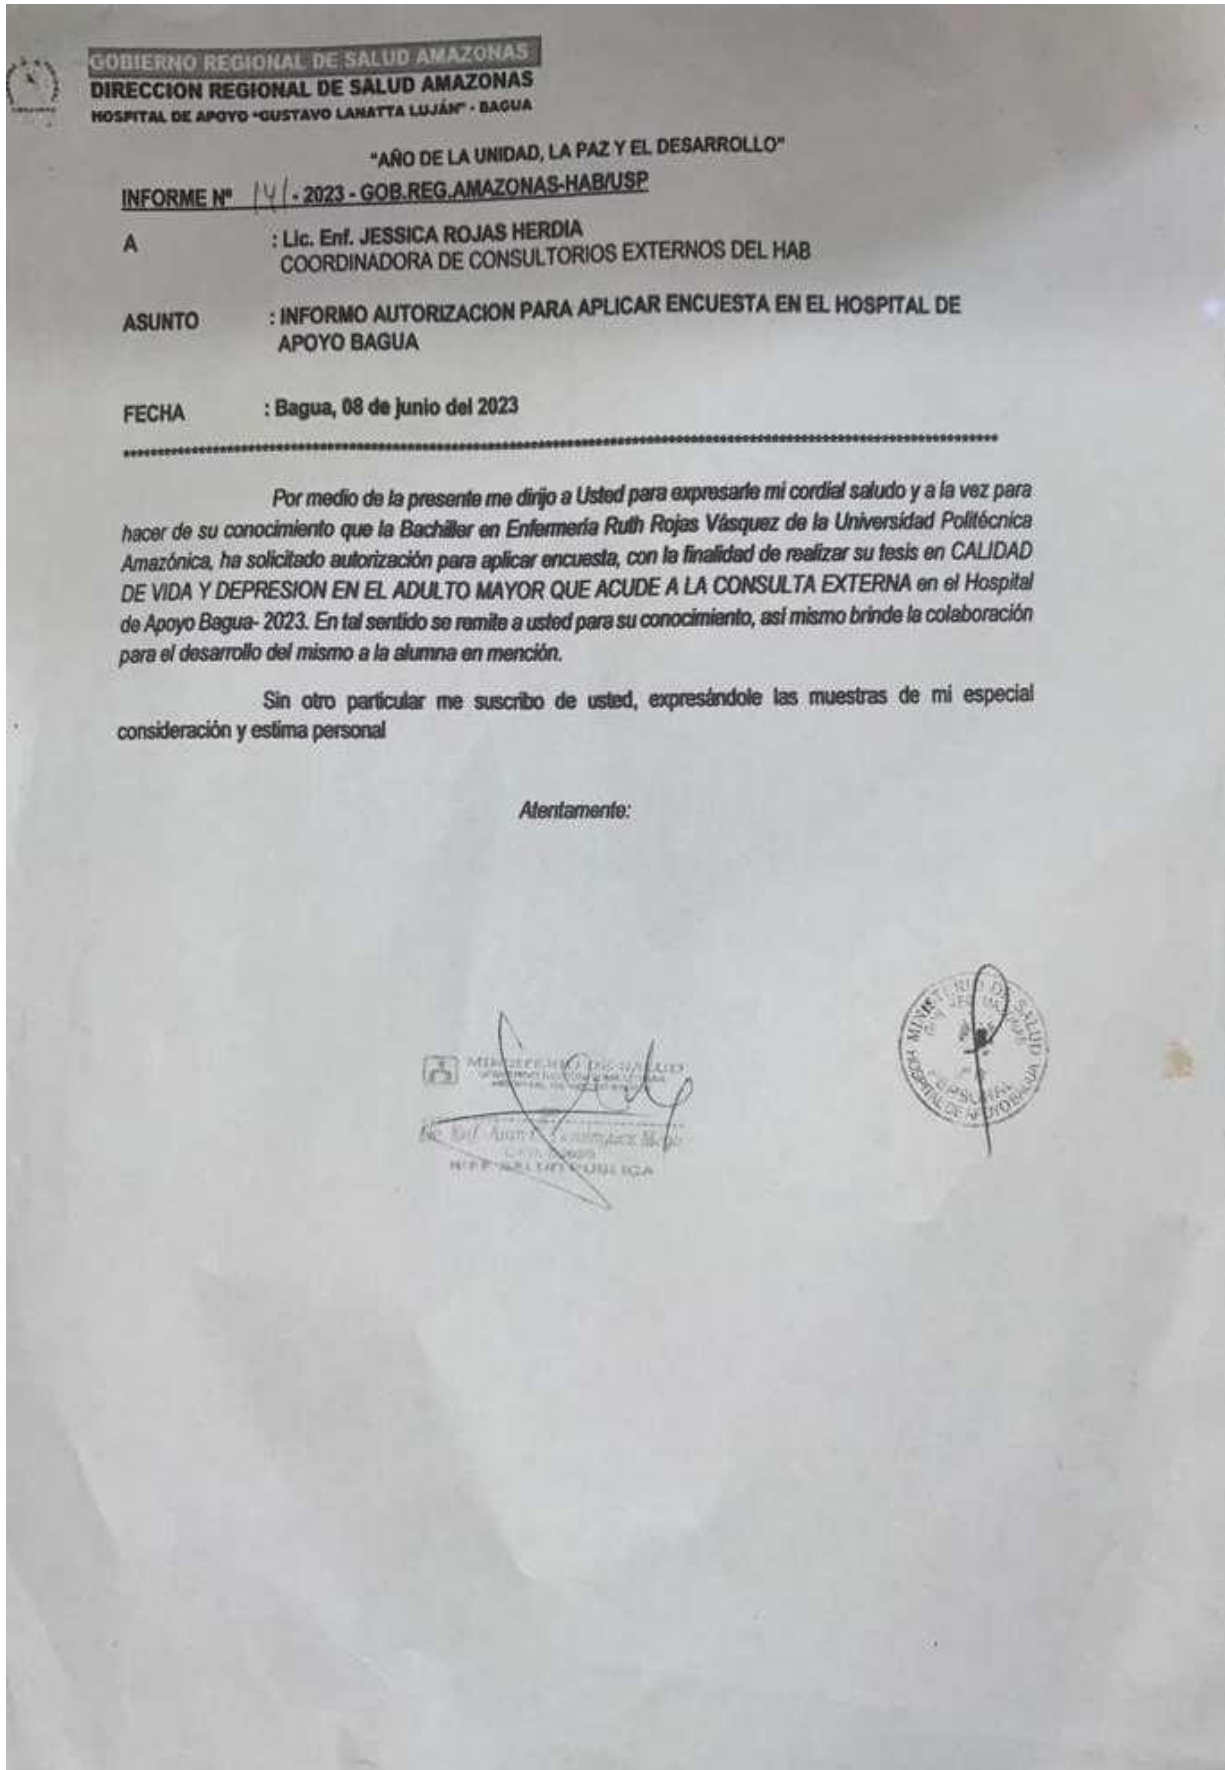 GOBIERNO REGIONAL DE SALUD AMAZONAS
DIRECCION REGIONAL DE SALUD AMAZONAS
HOSPITAL DE APOYO "GUSTAVO LANATTA LUJÁN" - BAGUA
"AÑO DE LA UNIDAD, LA PAZ Y EL DESARROLLO"
INFORME Nº 141 - 2023 - GOB.REG.AMAZONAS-HAB/USP
A : Lic. Enf. JESSICA ROJAS HERDIA
COORDINADORA DE CONSULTORIOS EXTERNOS DEL HAB
ASUNTO : INFORMO AUTORIZACION PARA APLICAR ENCUESTA EN EL HOSPITAL DE
APOYO BAGUA
FECHA : Bagua, 08 de junio del 2023
Por medio de la presente me dirijo a Usted para expresarle mi cordial saludo y a la vez para
hacer de su conocimiento que la Bachiller en Enfermería Ruth Rojas Vásquez de la Universidad Politécnica
Amazónica, ha solicitado autorización para aplicar encuesta, con la finalidad de realizar su tesis en CALIDAD
DE VIDA Y DEPRESION EN EL ADULTO MAYOR QUE ACUDE A LA CONSULTA EXTERNA en el Hospital
de Apoyo Bagua- 2023. En tal sentido se remite a usted para su conocimiento, así mismo brinde la colaboración
para el desarrollo del mismo a la alumna en mención.
Sin otro particular me suscribo de usted, expresándole las muestras de mi especial
consideración y estima personal
Atentamente:
MINISTERIO DE SALUD
SALUD PUBLICA
MINISTERIO DE SALUD
HOSPITAL DE APOYO BAGUA